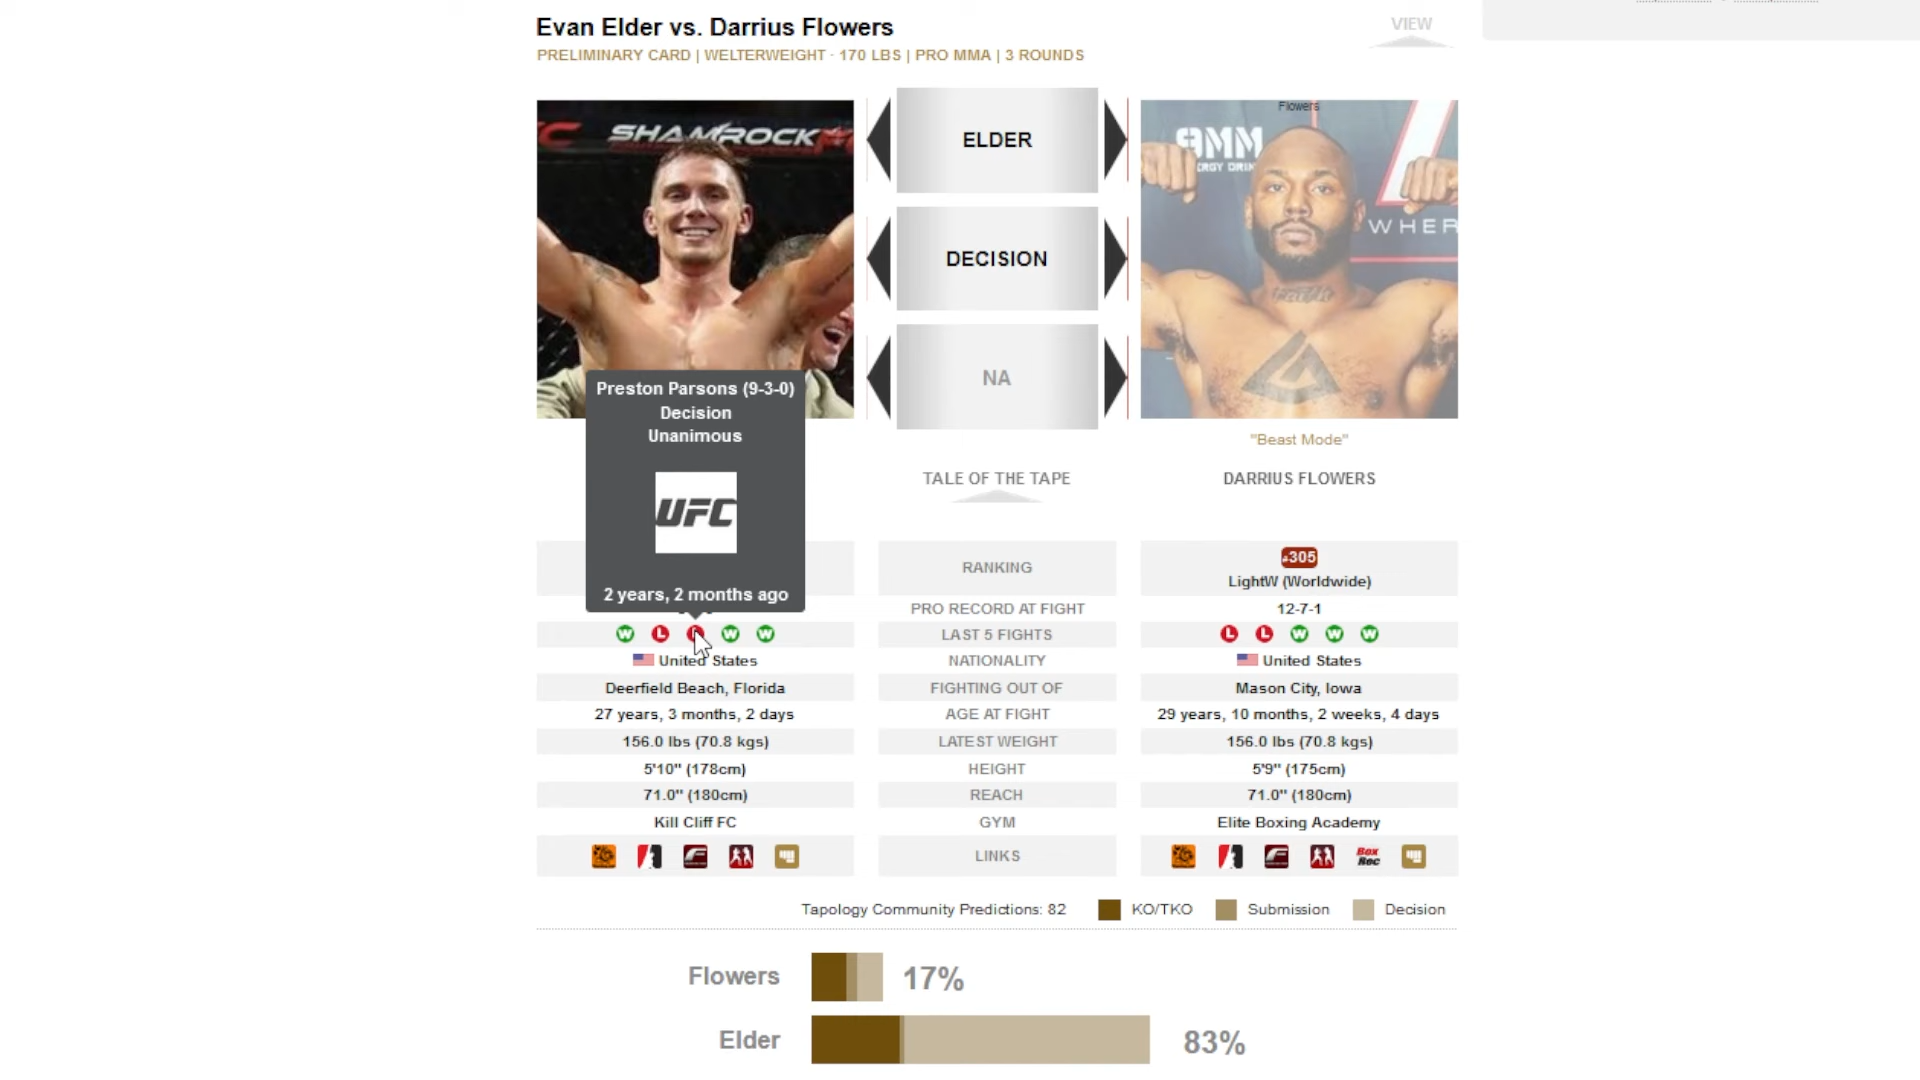 Evan Elder vs. Darrius Flowers
VIEW
PRELIMINARY CARD | WELTERWEIGHT · 170 LBS | PRO MMA | 3 ROUNDS
SHAMROCK
ELDER
Flowers
9MM
WHER
DECISION
NA
Preston Parsons (9-3-0)
Decision
Unanimous
UFC
2 years, 2 months ago
"Beast Mode"
TALE OF THE TAPE
DARRIUS FLOWERS
RANKING
#305
LightW (Worldwide)
PRO RECORD AT FIGHT
12-7-1
W L W W
LAST 5 FIGHTS
L L W W W
United States
NATIONALITY
United States
Deerfield Beach, Florida
FIGHTING OUT OF
Mason City, Iowa
27 years, 3 months, 2 days
AGE AT FIGHT
29 years, 10 months, 2 weeks, 4 days
156.0 lbs (70.8 kgs)
LATEST WEIGHT
156.0 lbs (70.8 kgs)
5'10" (178cm)
HEIGHT
5'9" (175cm)
71.0" (180cm)
REACH
71.0" (180cm)
Kill Cliff FC
GYM
Elite Boxing Academy
LINKS
Box Rec
Tapology Community Predictions: 82
KO/TKO
Submission
Decision
Flowers
17%
Elder
83%